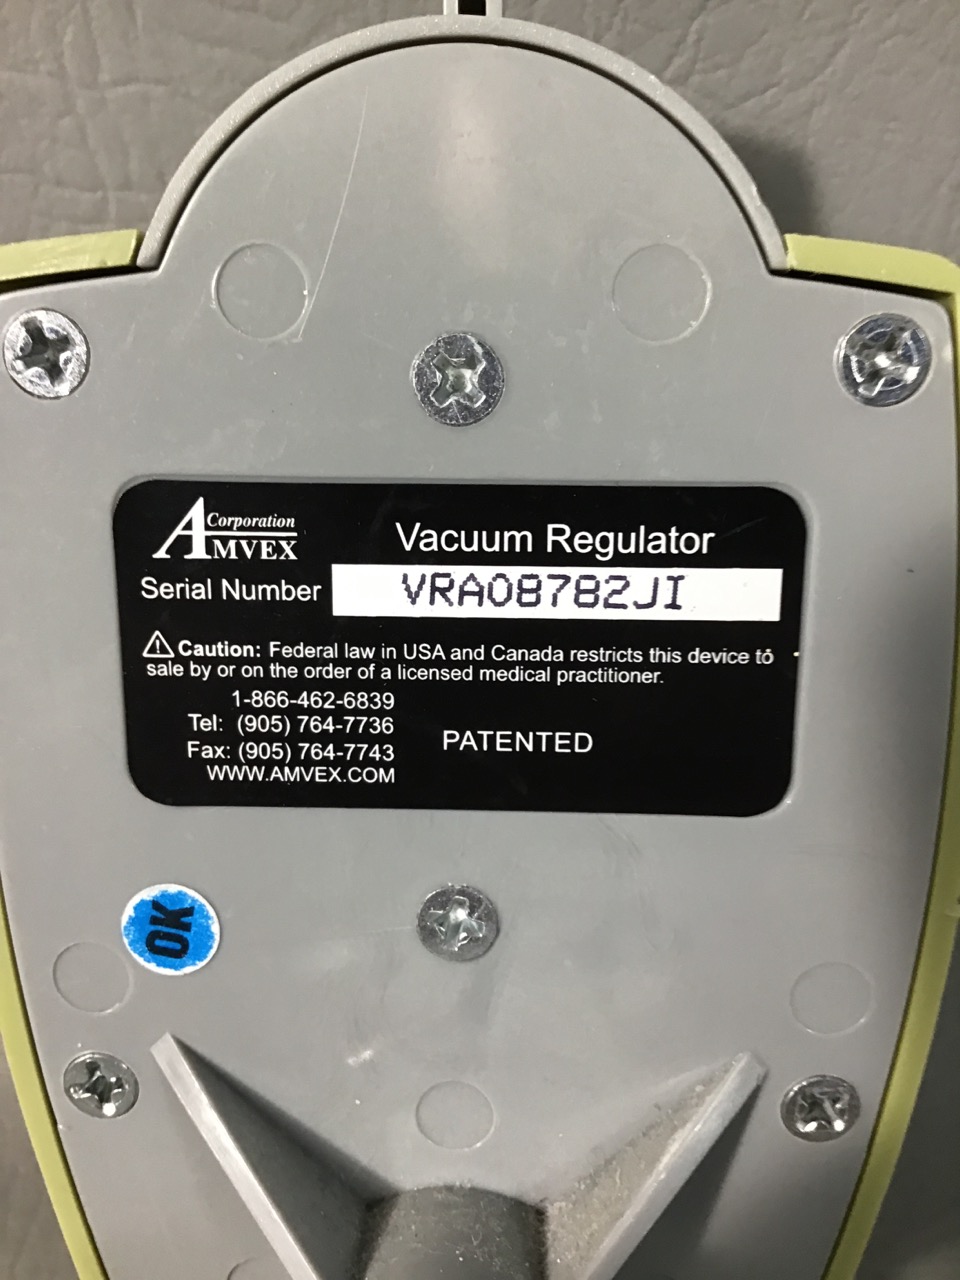 Corporation
AMVEX
Vacuum Regulator
Serial Number VRA08782JI
Caution: Federal law in USA and Canada restricts this device to
sale by or on the order of a licensed medical practitioner.
1-866-462-6839
Tel: (905) 764-7736
Fax: (905) 764-7743
WWW.AMVEX.COM
PATENTED
OK